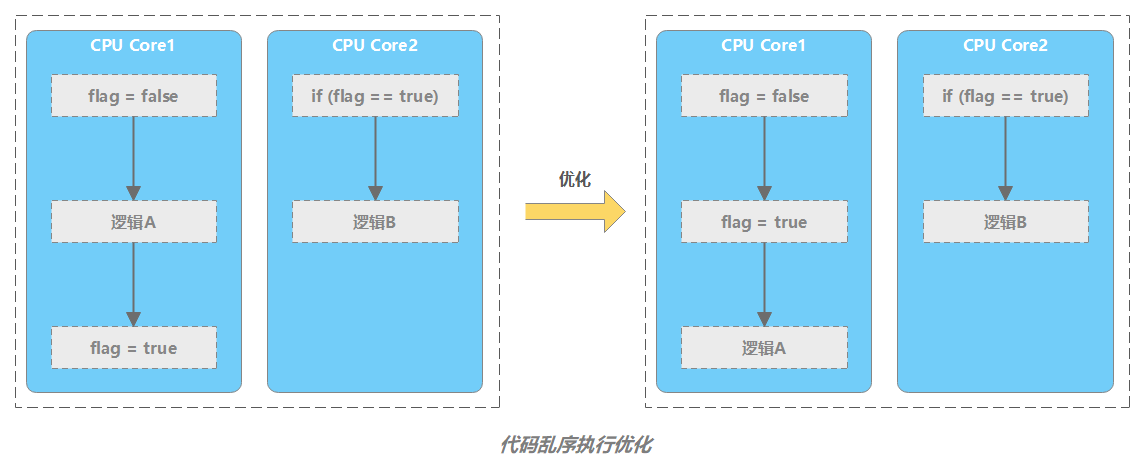 CPU Core1
flag = false
逻辑A
flag = true
CPU Core2
if (flag == true)
逻辑B
优化
CPU Core1
flag = false
flag = true
逻辑A
CPU Core2
if (flag == true)
逻辑B
代码乱序执行优化